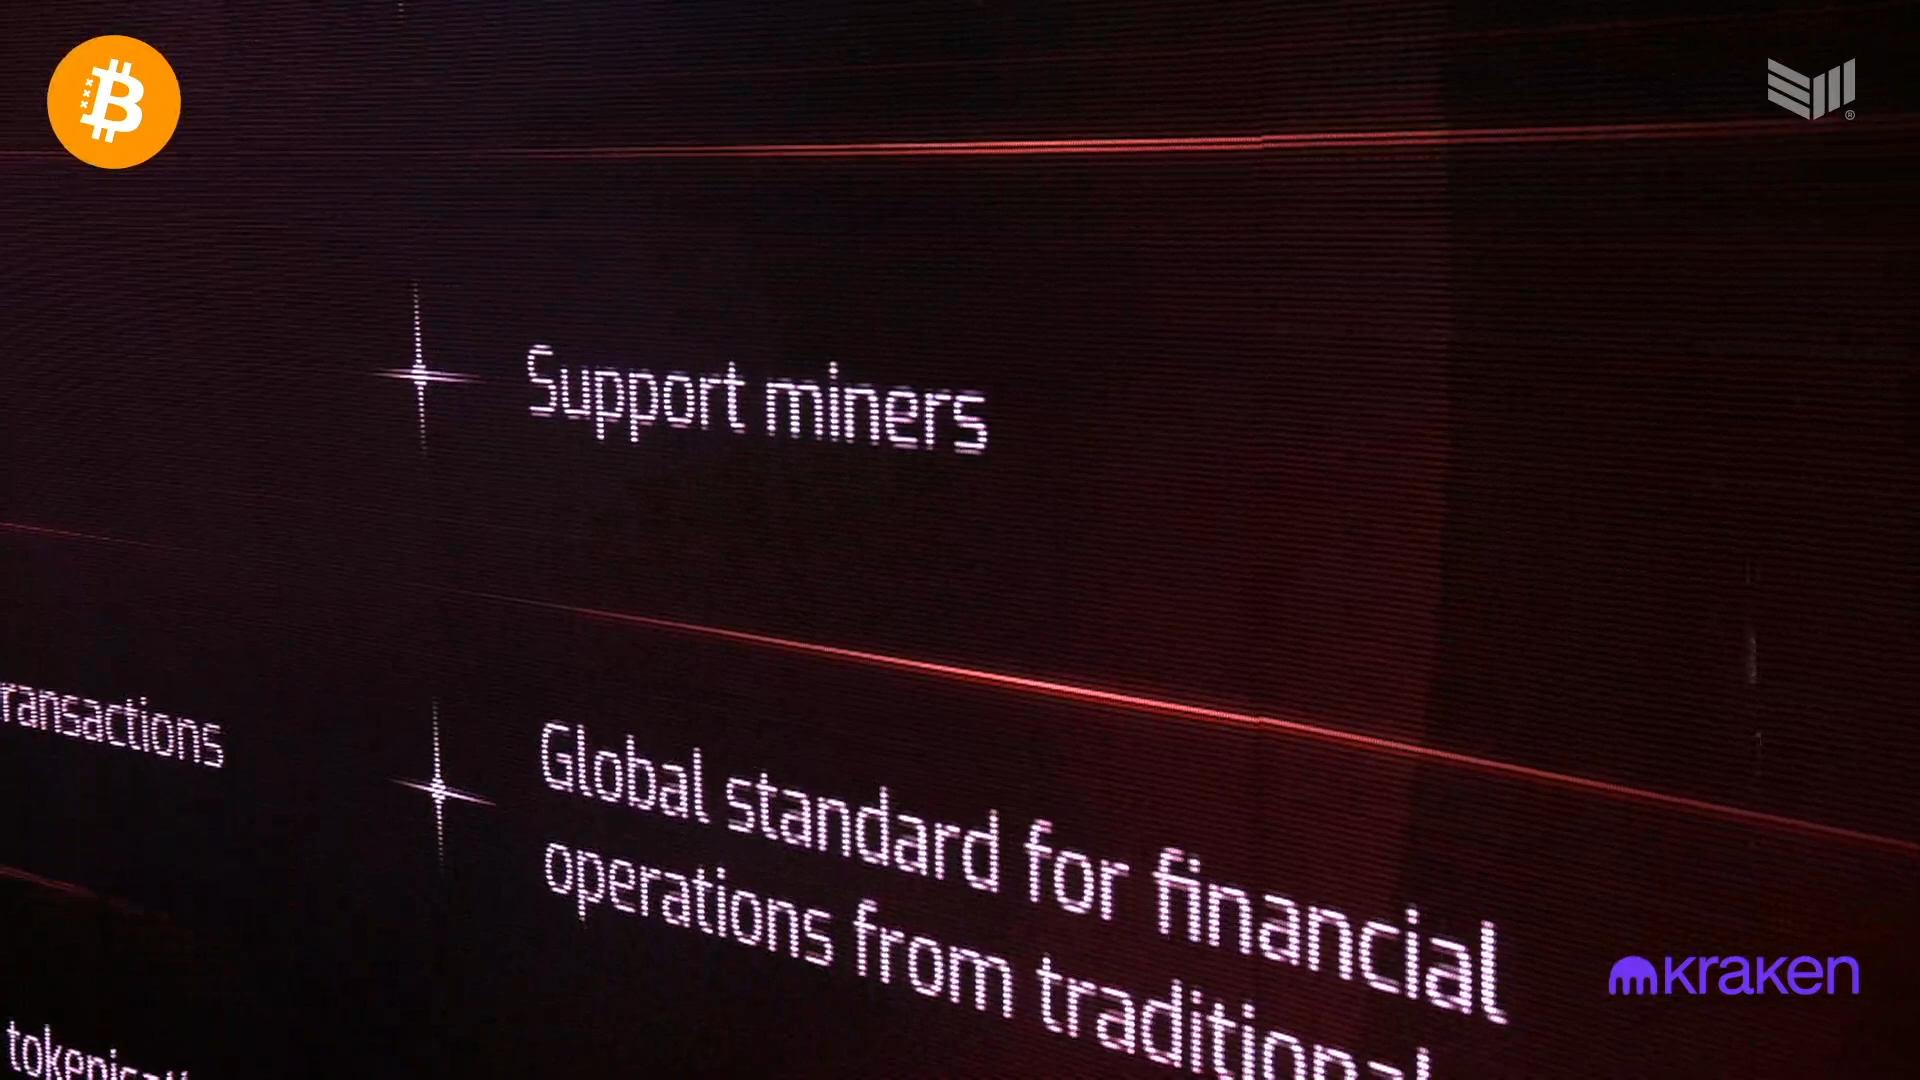 Support miners
ransactions
Global standard for financial
operations from traditional
kraken